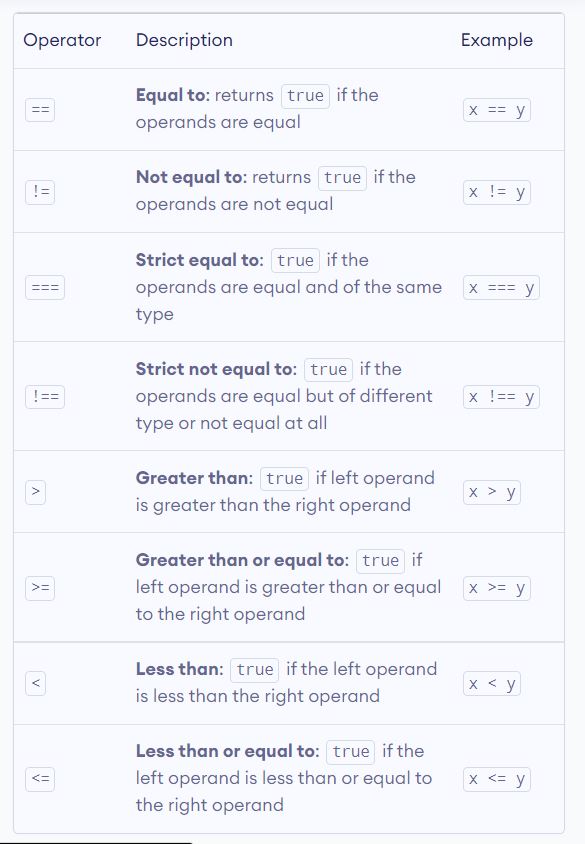 Operator Description Example
== Equal to: returns true if the operands are equal x == y
!= Not equal to: returns true if the operands are not equal x != y
=== Strict equal to: true if the operands are equal and of the same type x === y
!== Strict not equal to: true if the operands are equal but of different type or not equal at all x !== y
> Greater than: true if left operand is greater than the right operand x > y
>= Greater than or equal to: true if left operand is greater than or equal to the right operand x >= y
< Less than: true if the left operand is less than the right operand x < y
<= Less than or equal to: true if the left operand is less than or equal to the right operand x <= y